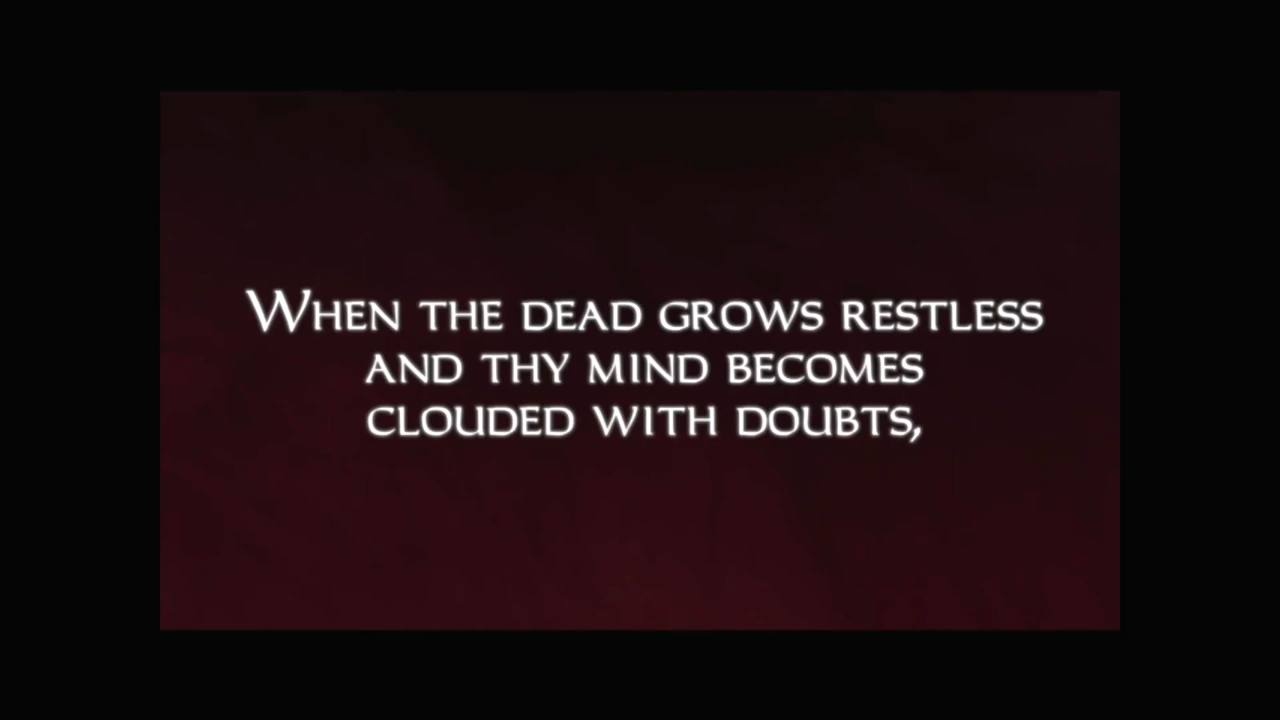 When the dead grows restless
and thy mind becomes
clouded with doubts,